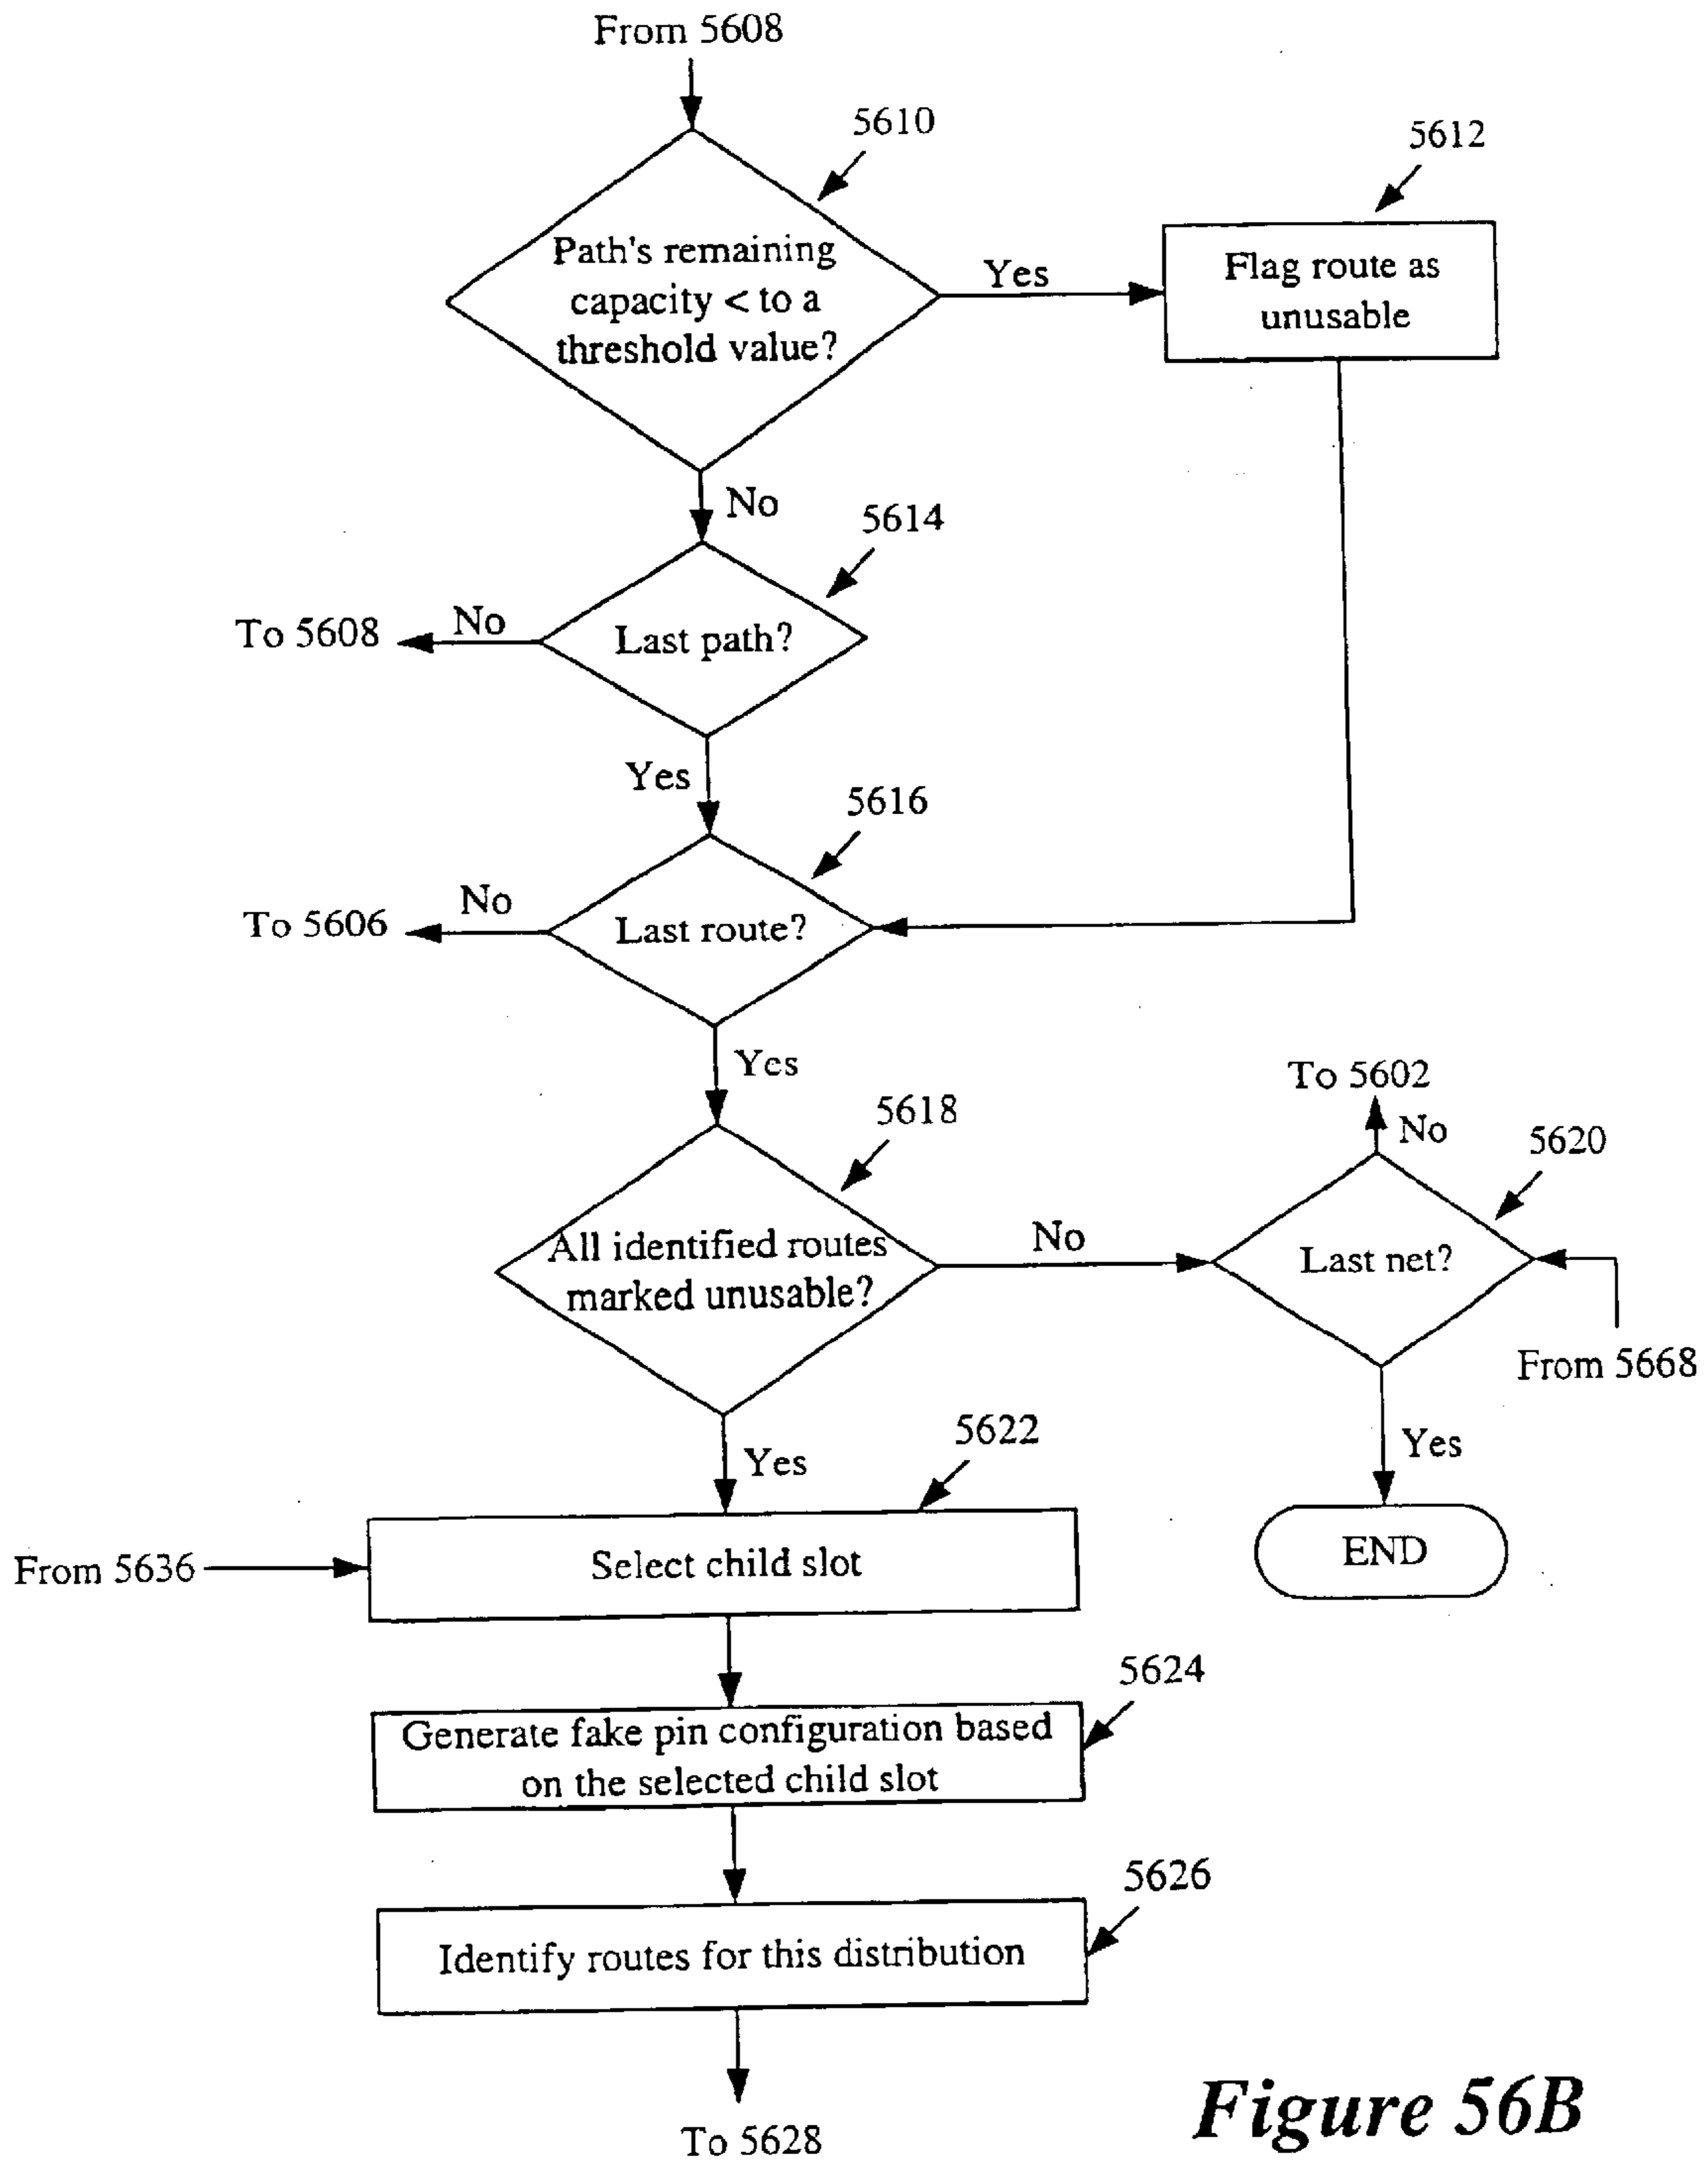 From 5608
5610
5612
Path's remaining
capacity < to a
threshold value?
Yes
Flag route as
unusable
No
5614
To 5608
No
Last path?
Yes
5616
To 5606
No
Last route?
Yes
To 5602
No
5618
5620
All identified routes
marked unusable?
No
Last net?
From 5668
Yes
5622
Yes
From 5636
Select child slot
END
5624
Generate fake pin configuration based
on the selected child slot
5626
Identify routes for this distribution
To 5628
Figure 56B